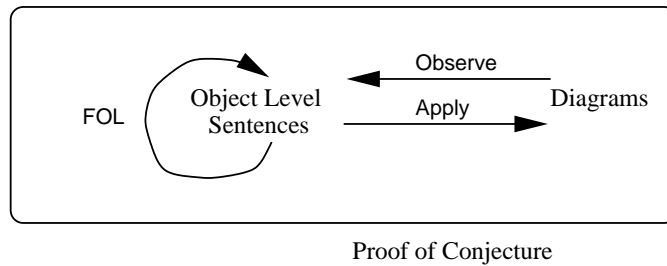 Observe
Object Level
Sentences
Diagrams
FOL
Apply
Proof of Conjecture